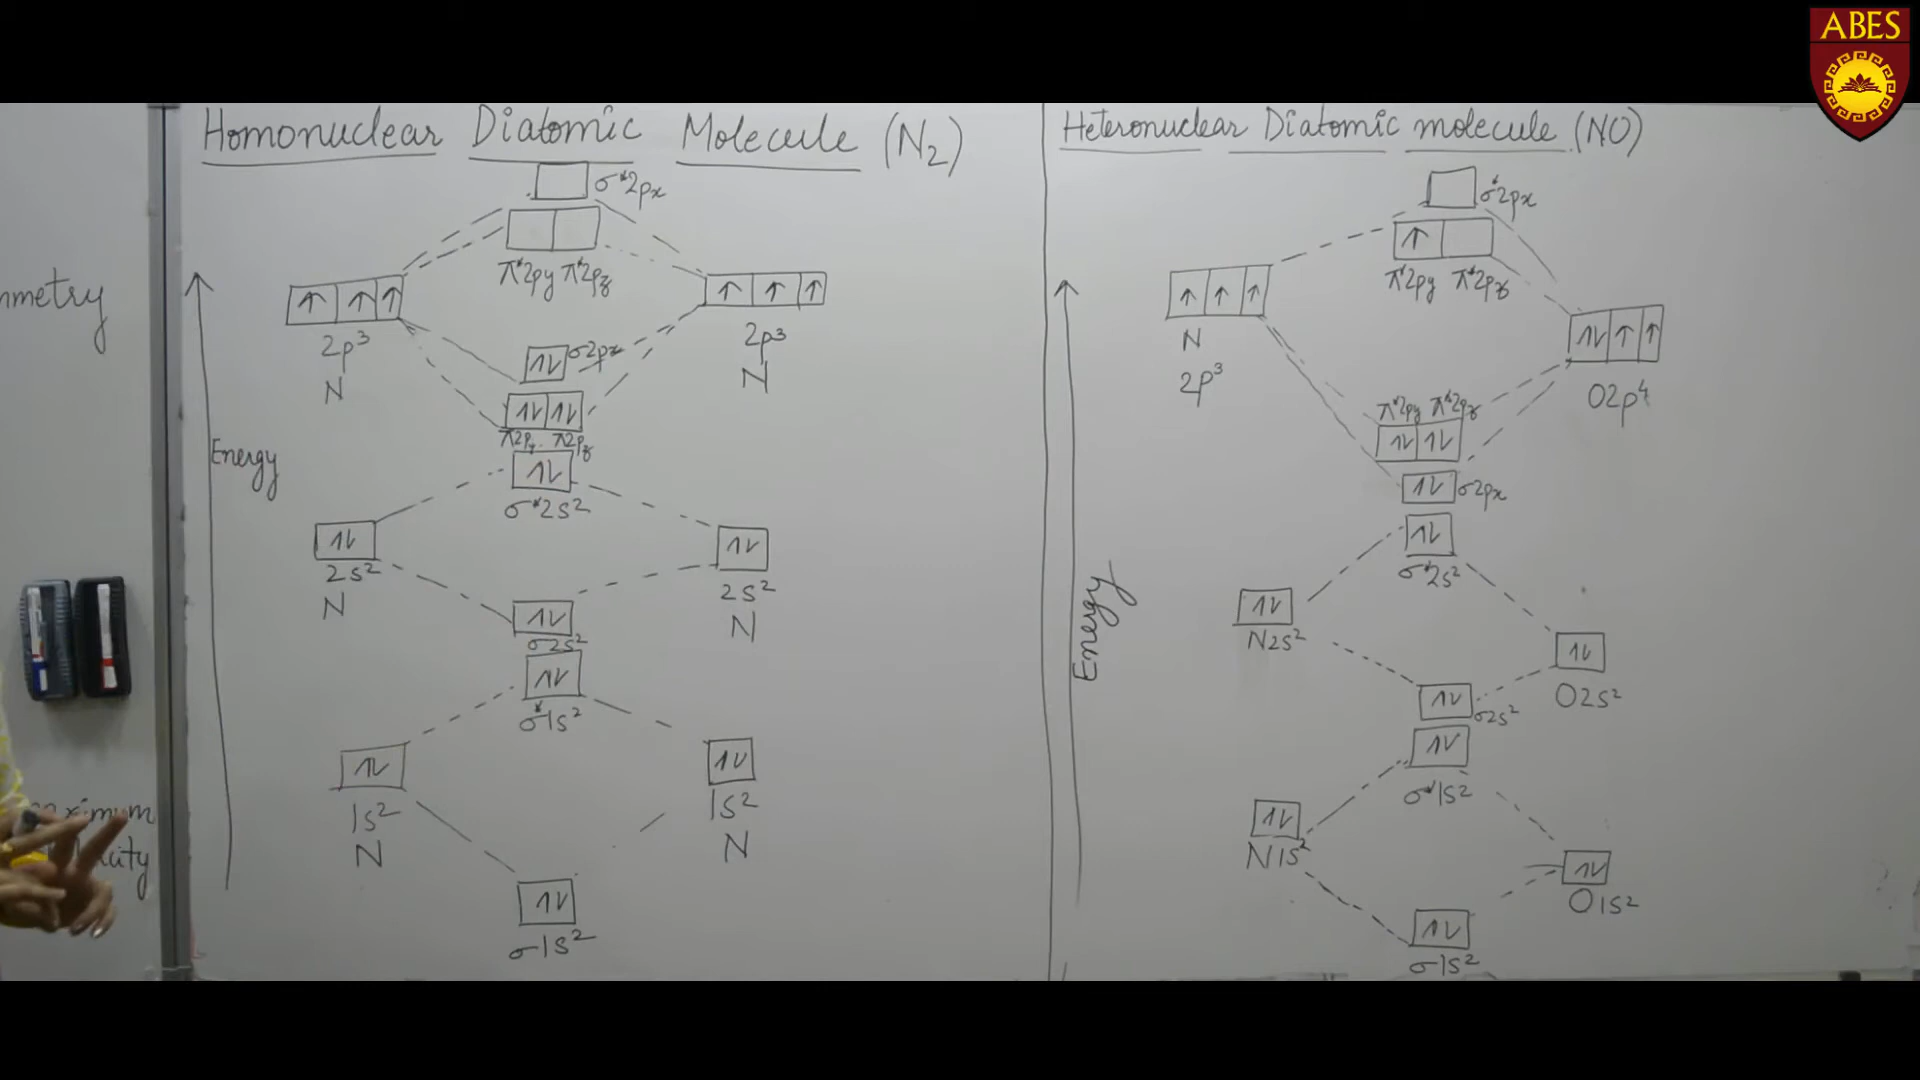 ABES
Homonuclear Diatomic Molecule (N₂)
σ*2px
π*2py π*2pz
2p³
N
2p³
N
σ2px
π2py π2pz
σ*2s²
Energy
2s²
N
2s²
N
σ2s²
σ*1s²
1s²
N
1s²
N
σ1s²
Heteronuclear Diatomic molecule (NO)
σ*2px
π*2py π*2pz
N
2p³
O2p⁴
π*2py π*2pz
σ2px
σ*2s²
Energy
N2s²
O2s²
σ2s²
σ*1s²
N1s²
O1s²
σ1s²